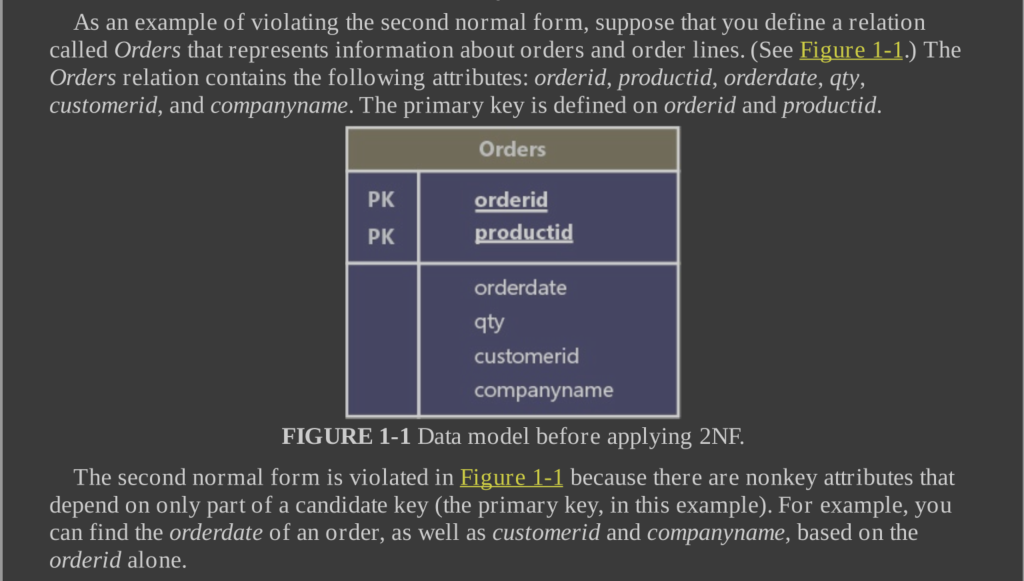 As an example of violating the second normal form, suppose that you define a relation
called Orders that represents information about orders and order lines. (See Figure 1-1.) The
Orders relation contains the following attributes: orderid, productid, orderdate, qty,
customerid, and companyname. The primary key is defined on orderid and productid.
Orders
PK orderid
PK productid
orderdate
qty
customerid
companyname
FIGURE 1-1 Data model before applying 2NF.
The second normal form is violated in Figure 1-1 because there are nonkey attributes that
depend on only part of a candidate key (the primary key, in this example). For example, you
can find the orderdate of an order, as well as customerid and companyname, based on the
orderid alone.